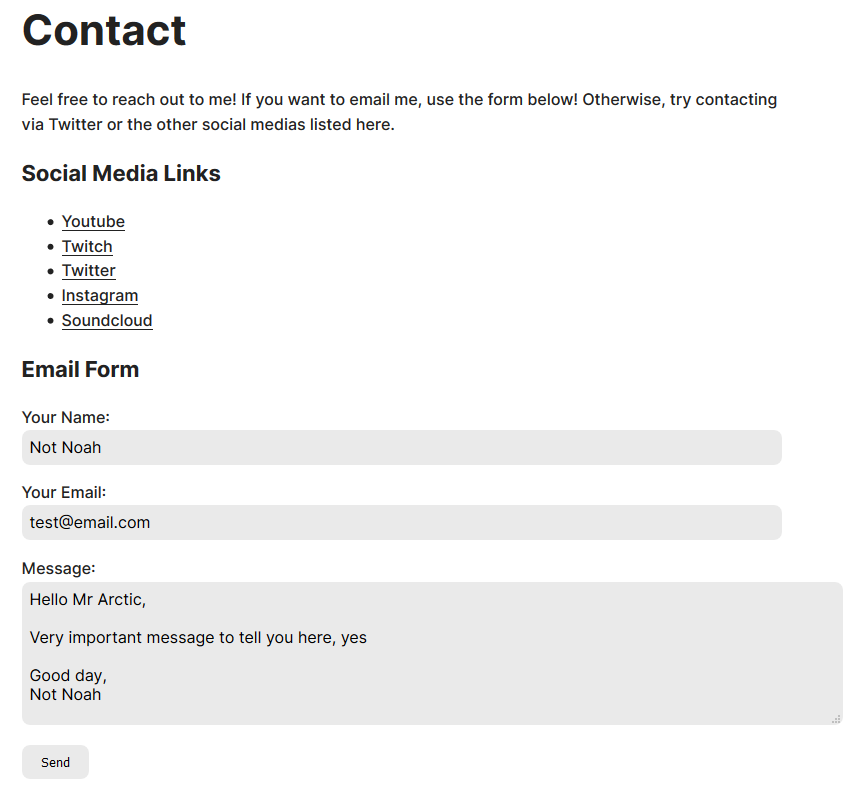 Contact
Feel free to reach out to me! If you want to email me, use the form below! Otherwise, try contacting
via Twitter or the other social medias listed here.
Social Media Links
Youtube
Twitch
Twitter
Instagram
Soundcloud
Email Form
Your Name:
Not Noah
Your Email:
test@email.com
Message:
Hello Mr Arctic,
Very important message to tell you here, yes
Good day,
Not Noah
Send